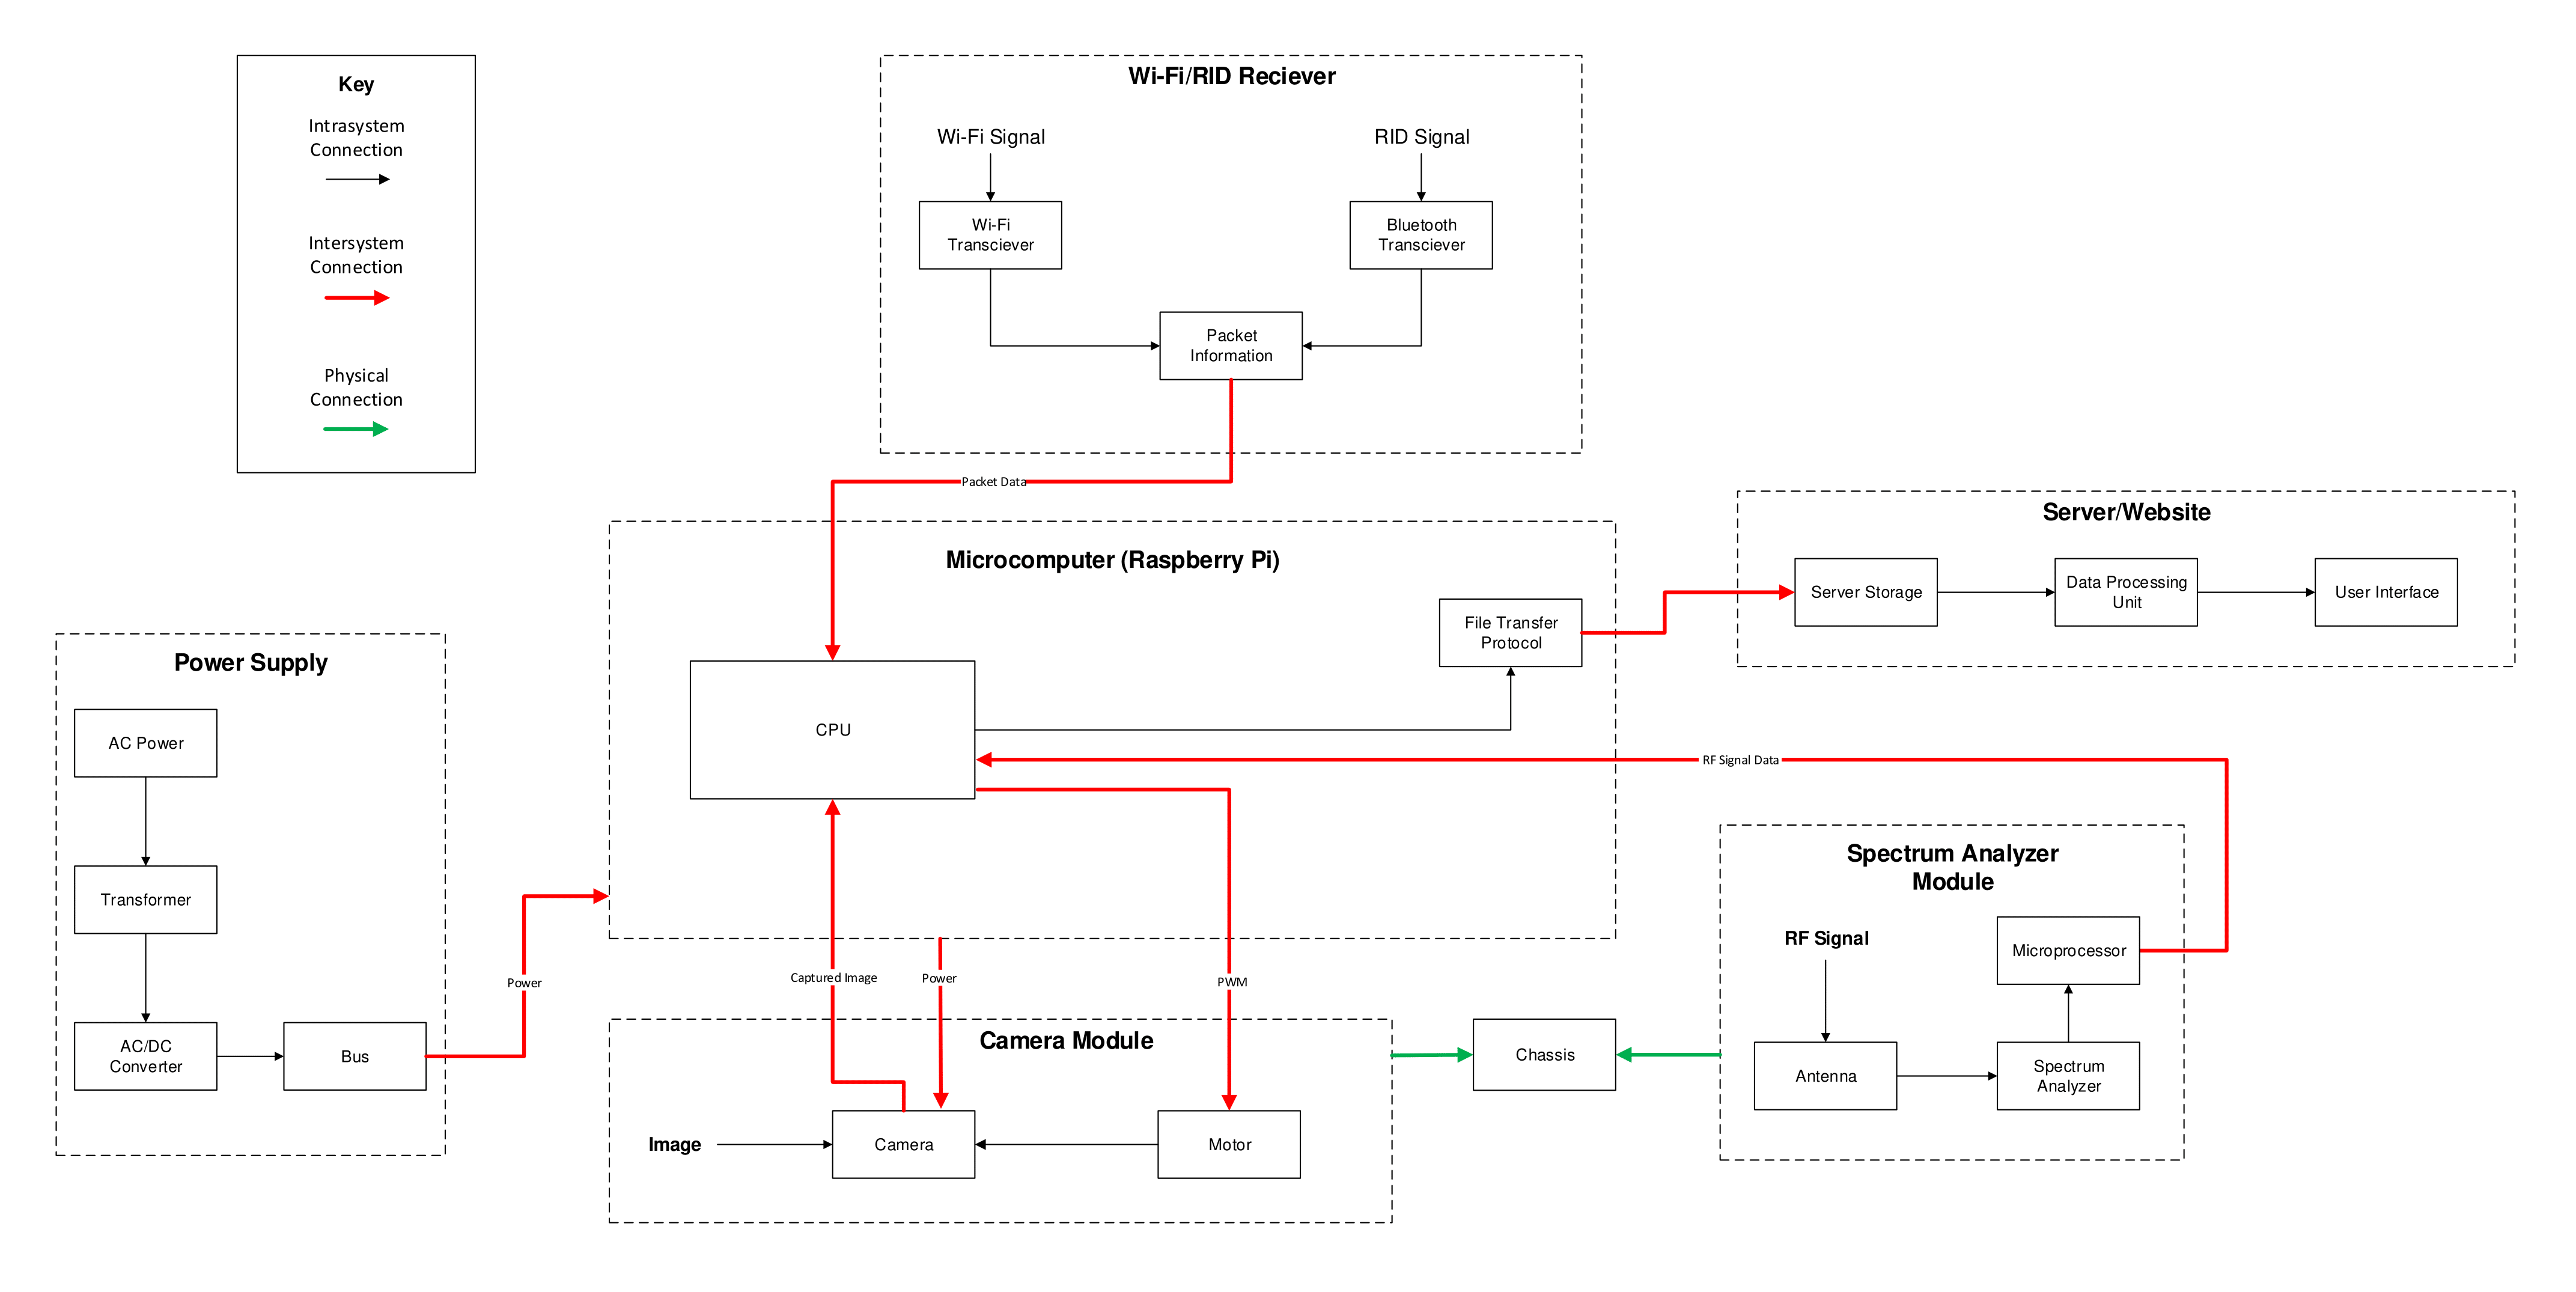 Key
Intrasystem
Connection
Intersystem
Connection
Physical
Connection
Wi-Fi/RID Reciever
Wi-Fi Signal
RID Signal
Wi-Fi
Transciever
Bluetooth
Transciever
Packet
Information
Packet Data
Microcomputer (Raspberry Pi)
File Transfer
Protocol
CPU
Server/Website
Server Storage
Data Processing
Unit
User Interface
RF Signal Data
Power Supply
AC Power
Transformer
AC/DC
Converter
Bus
Power
Captured Image
Power
PWM
Camera Module
Image
Camera
Motor
Chassis
Spectrum Analyzer
Module
RF Signal
Microprocessor
Antenna
Spectrum
Analyzer